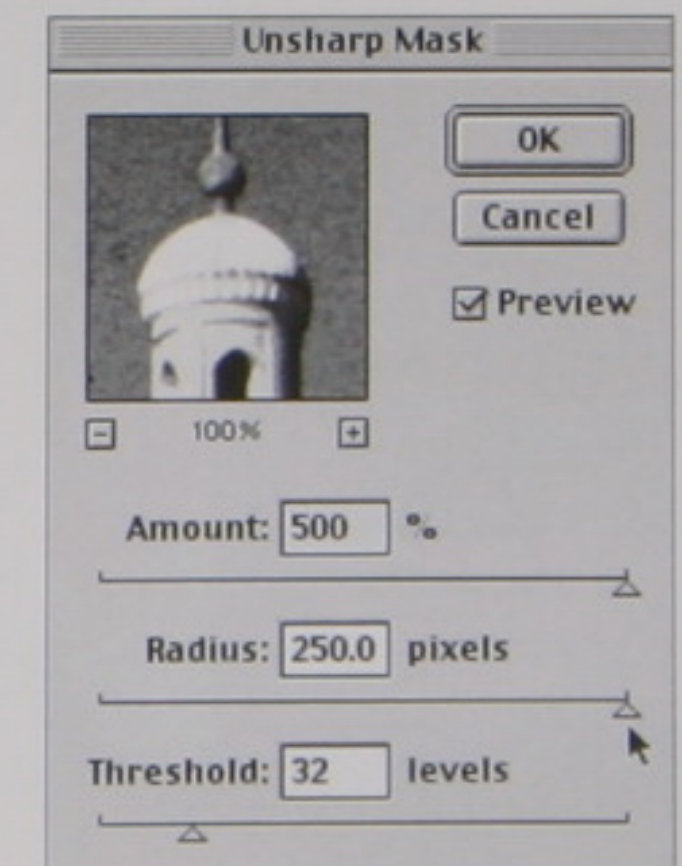 Unsharp Mask
OK
Cancel
Preview
100%
Amount: 500 %
Radius: 250.0 pixels
Threshold: 32 levels